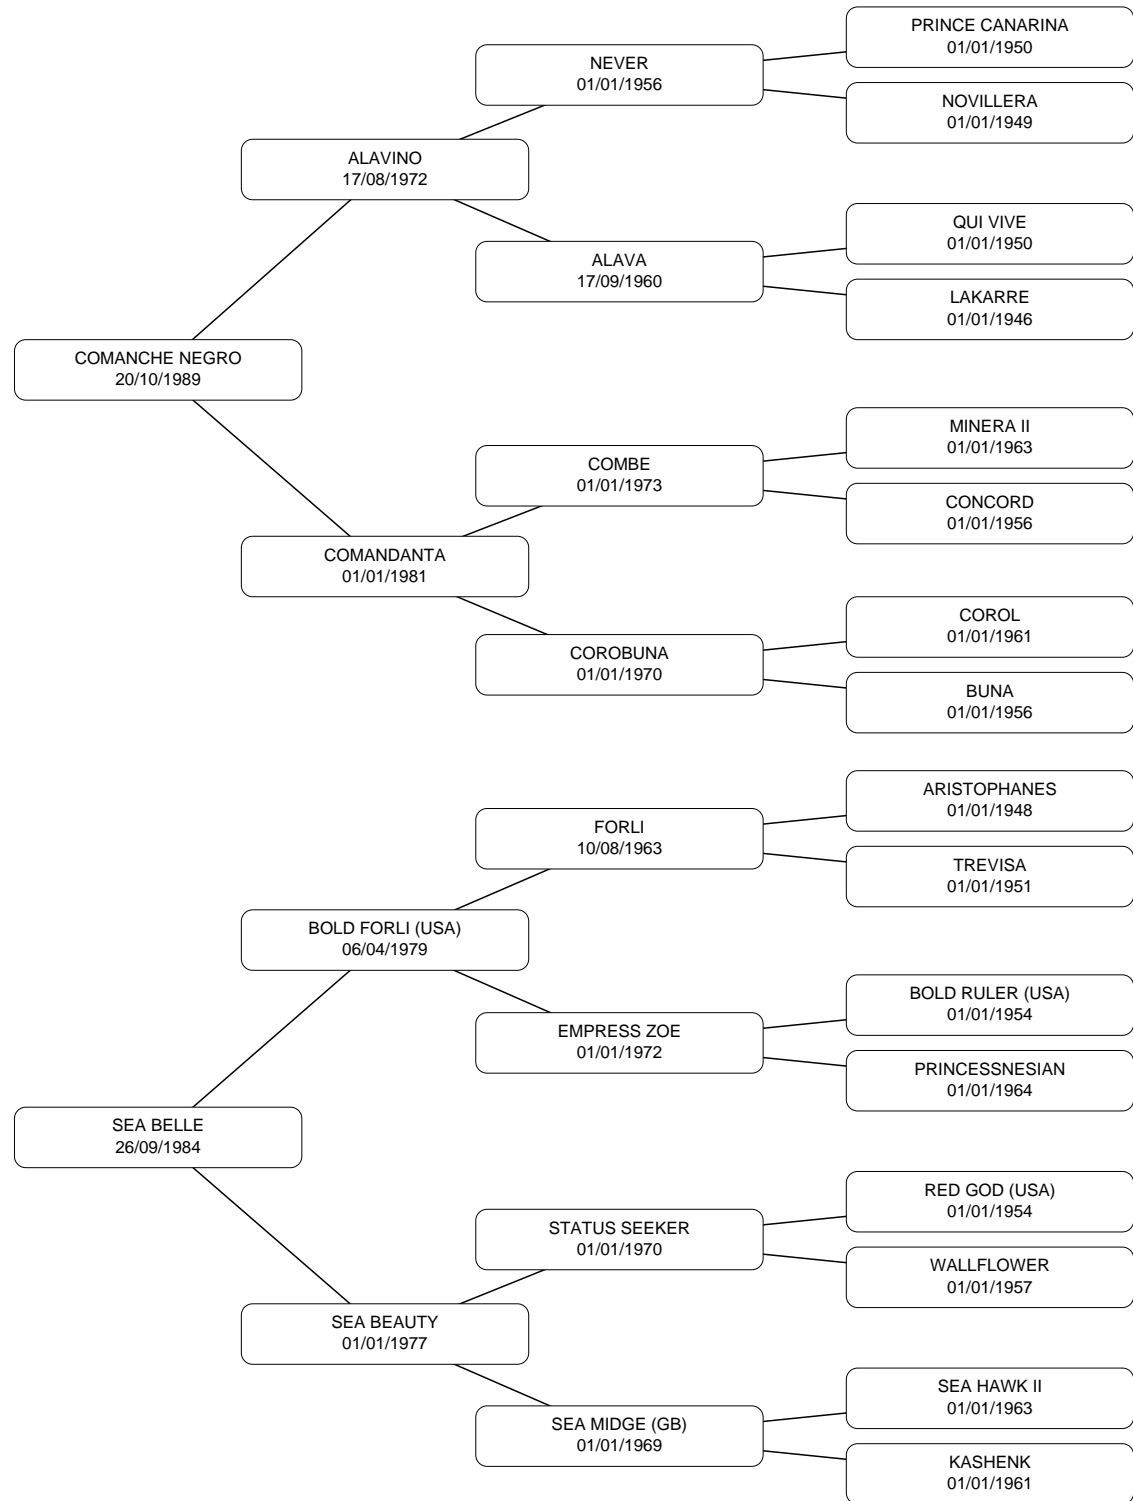 PRINCE CANARINA
01/01/1950
NEVER
01/01/1956
NOVILLERA
01/01/1949
ALAVINO
17/08/1972
QUI VIVE
01/01/1950
ALAVA
17/09/1960
LAKARRE
01/01/1946
COMANCHE NEGRO
20/10/1989
MINERA II
01/01/1963
COMBE
01/01/1973
CONCORD
01/01/1956
COMANDANTA
01/01/1981
COROL
01/01/1961
COROBUNA
01/01/1970
BUNA
01/01/1956
ARISTOPHANES
01/01/1948
FORLI
10/08/1963
TREVISA
01/01/1951
BOLD FORLI (USA)
06/04/1979
BOLD RULER (USA)
01/01/1954
EMPRESS ZOE
01/01/1972
PRINCESSNESIAN
01/01/1964
SEA BELLE
26/09/1984
RED GOD (USA)
01/01/1954
STATUS SEEKER
01/01/1970
WALLFLOWER
01/01/1957
SEA BEAUTY
01/01/1977
SEA HAWK II
01/01/1963
SEA MIDGE (GB)
01/01/1969
KASHENK
01/01/1961